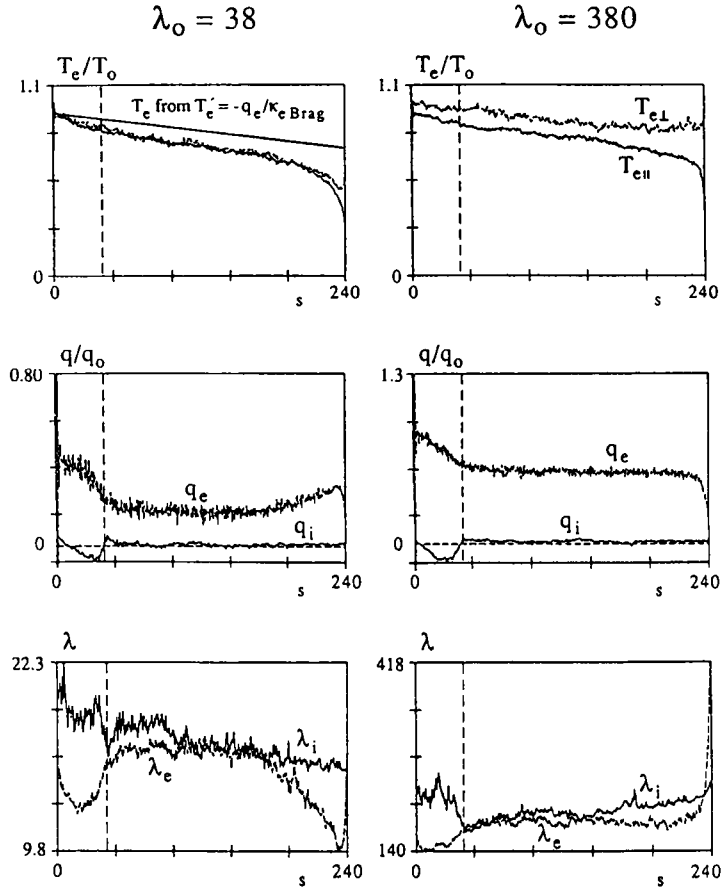 λo = 38
λo = 380
Te/To
1.1
Te from Te′ = -qe/κe Brag
0
0
s
240
Te/To
1.1
Te⊥
Te॥
0
0
s
240
q/qo
0.80
qe
qi
0
0
s
240
q/qo
1.3
qe
qi
0
0
s
240
λ
22.3
λi
λe
9.8
0
s
240
λ
418
λi
λe
140
0
s
240